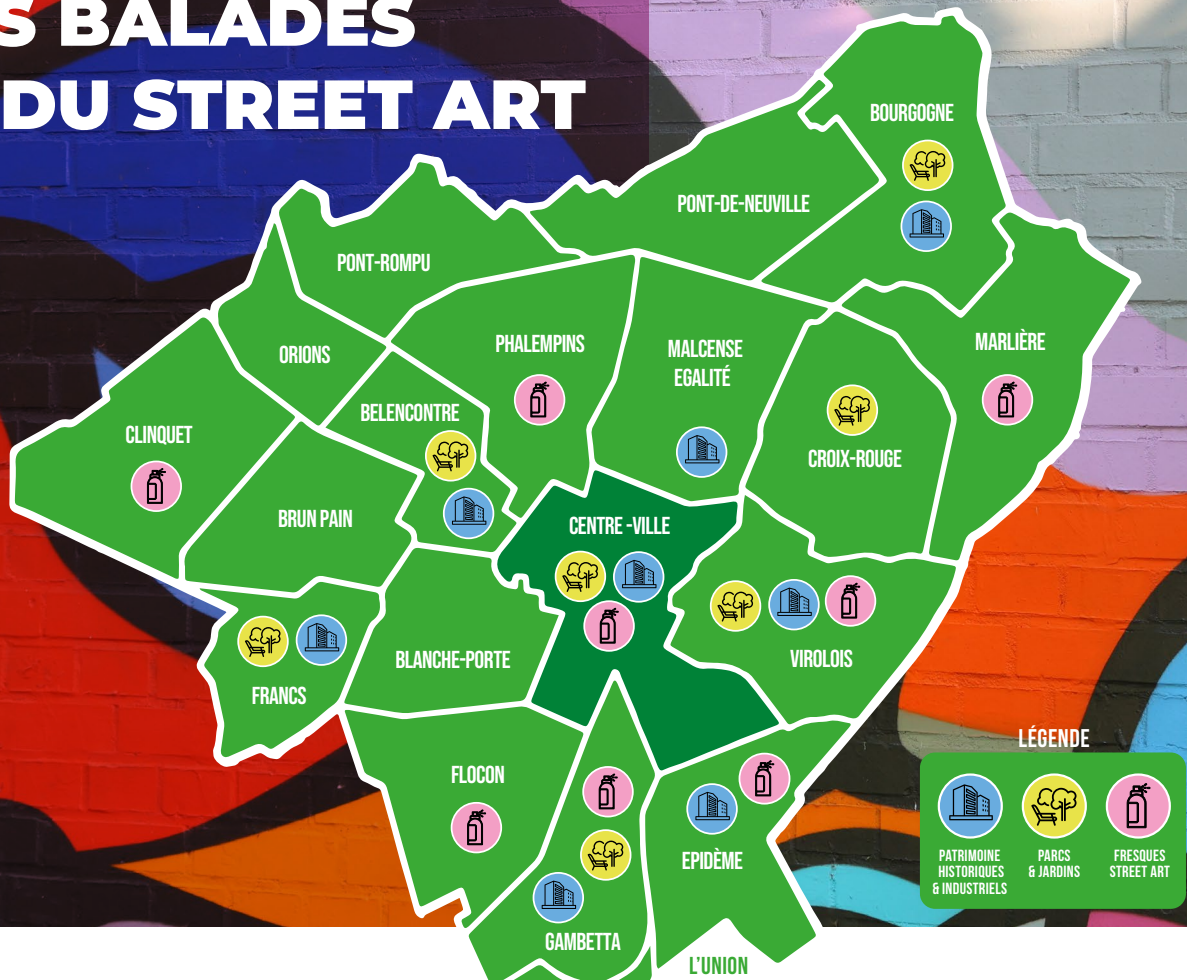 S BALADES
DU STREET ART
BOURGOGNE
PONT-DE-NEUVILLE
PONT-ROMPU
MARLIÈRE
PHALEMPINS
MALCENSE
EGALITÉ
ORIONS
BELENCONTRE
CLINQUET
CROIX-ROUGE
BRUN PAIN
CENTRE -VILLE
BLANCHE-PORTE
VIROLOIS
FRANCS
FLOCON
EPIDÈME
GAMBETTA
L'UNION
LÉGENDE
PATRIMOINE
HISTORIQUES
& INDUSTRIELS
PARCS
& JARDINS
FRESQUES
STREET ART